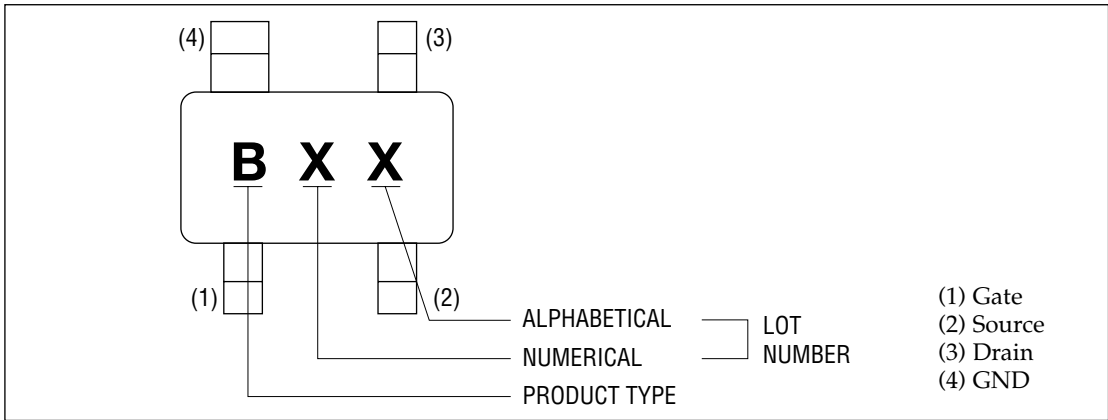 (4)
(3)
B X X
(1)
(2)
ALPHABETICAL
NUMERICAL
PRODUCT TYPE
LOT
NUMBER
(1) Gate
(2) Source
(3) Drain
(4) GND